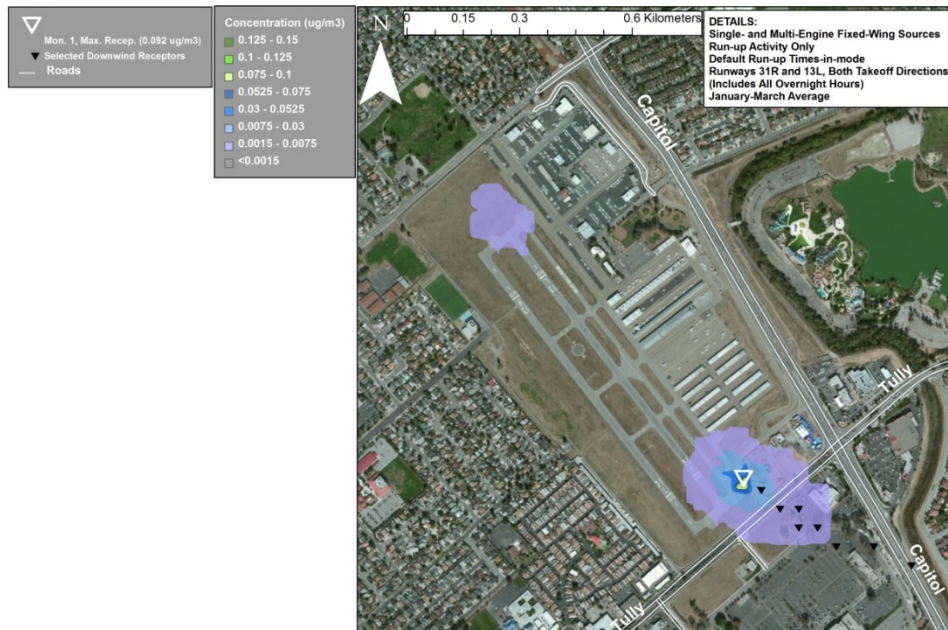 Mon. 1, Max. Recep. (0.092 ug/m3)
Selected Downwind Receptors
Roads
Concentration (ug/m3)
0.125 - 0.15
0.1 - 0.125
0.075 - 0.1
0.0525 - 0.075
0.03 - 0.0525
0.0075 - 0.03
0.0015 - 0.0075
<0.0015
N
0 0.15 0.3 0.6 Kilometers
DETAILS:
Single- and Multi-Engine Fixed-Wing Sources
Run-up Activity Only
Default Run-up Times-in-mode
Runways 31R and 13L, Both Takeoff Directions
(Includes All Overnight Hours)
January-March Average
Capitol
Tully
Capitol
Tully